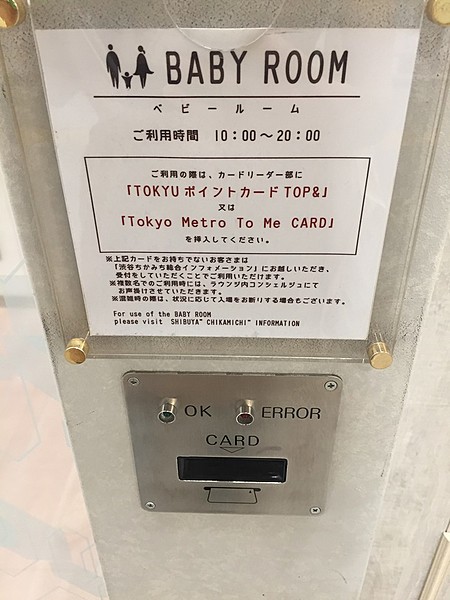 BABY ROOM
ベビールーム
ご利用時間 10:00～20:00
ご利用の際は、カードリーダー部に
「TOKYUポイントカードTOP&」
又は
「Tokyo Metro To Me CARD」
を挿入してください。
※上記カードをお持ちでないお客さまは
「渋谷ちかみち総合インフォメーション」にお越しいただき、
受付をしていただくことでご利用いただけます。
※複数名でのご利用時には、ラウンジ内コンシェルジュにて
お声掛けさせていただきます。
※混雑時の際は、状況に応じて入場をお断りする場合もございます。
For use of the BABY ROOM
please visit SHIBUYA" CHIKAMICHI" INFORMATION
OK ERROR
CARD